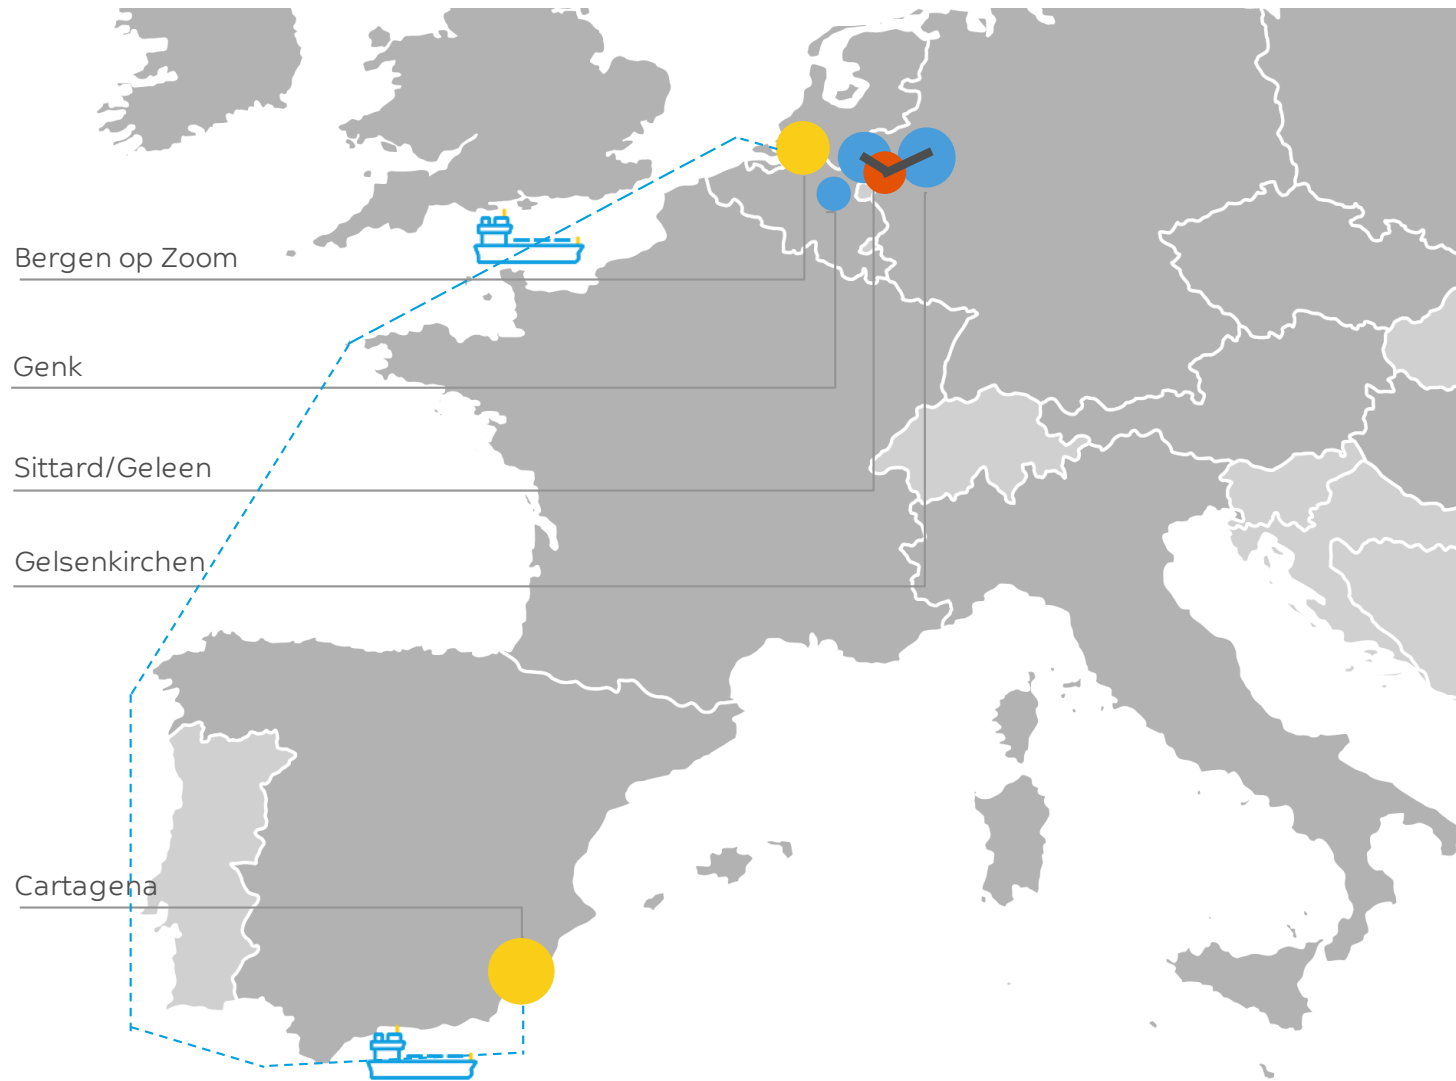 Bergen op Zoom
Genk
Sittard/Geleen
Gelsenkirchen
Cartagena